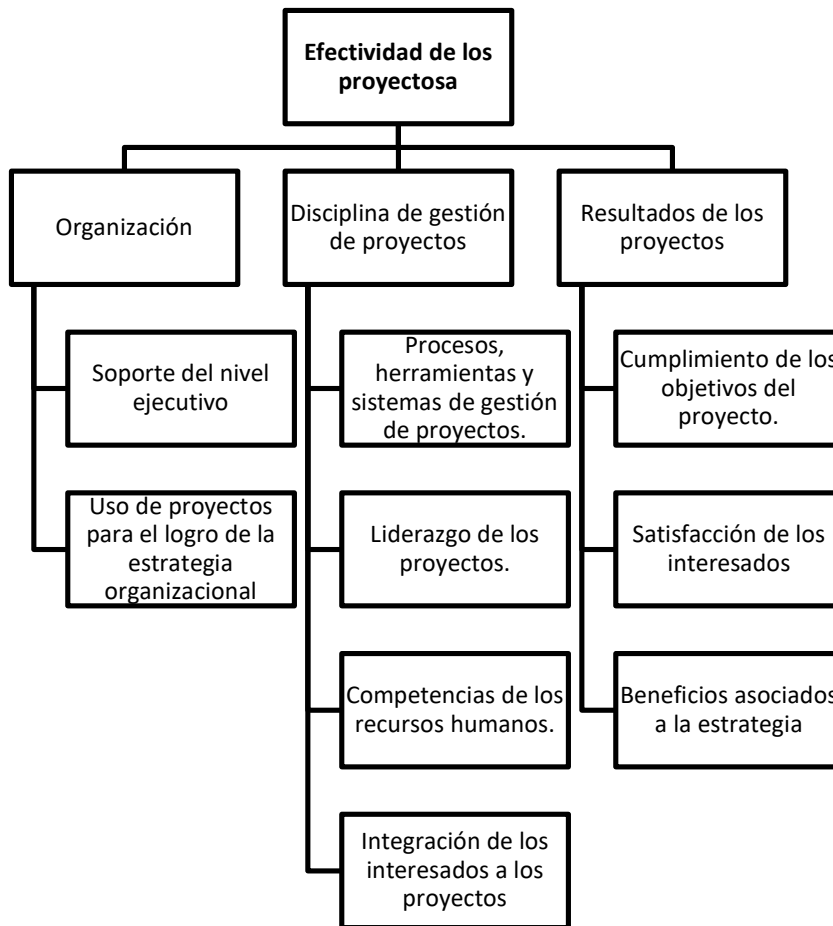 Efectividad de los
proyectosa
Organización
Disciplina de gestión
de proyectos
Resultados de los
proyectos
Soporte del nivel
ejecutivo
Procesos,
herramientas y
sistemas de gestión
de proyectos.
Cumplimiento de los
objetivos del
proyecto.
Uso de proyectos
para el logro de la
estrategia
organizacional
Liderazgo de los
proyectos.
Satisfacción de los
interesados
Competencias de los
recursos humanos.
Beneficios asociados
a la estrategia
Integración de los
interesados a los
proyectos